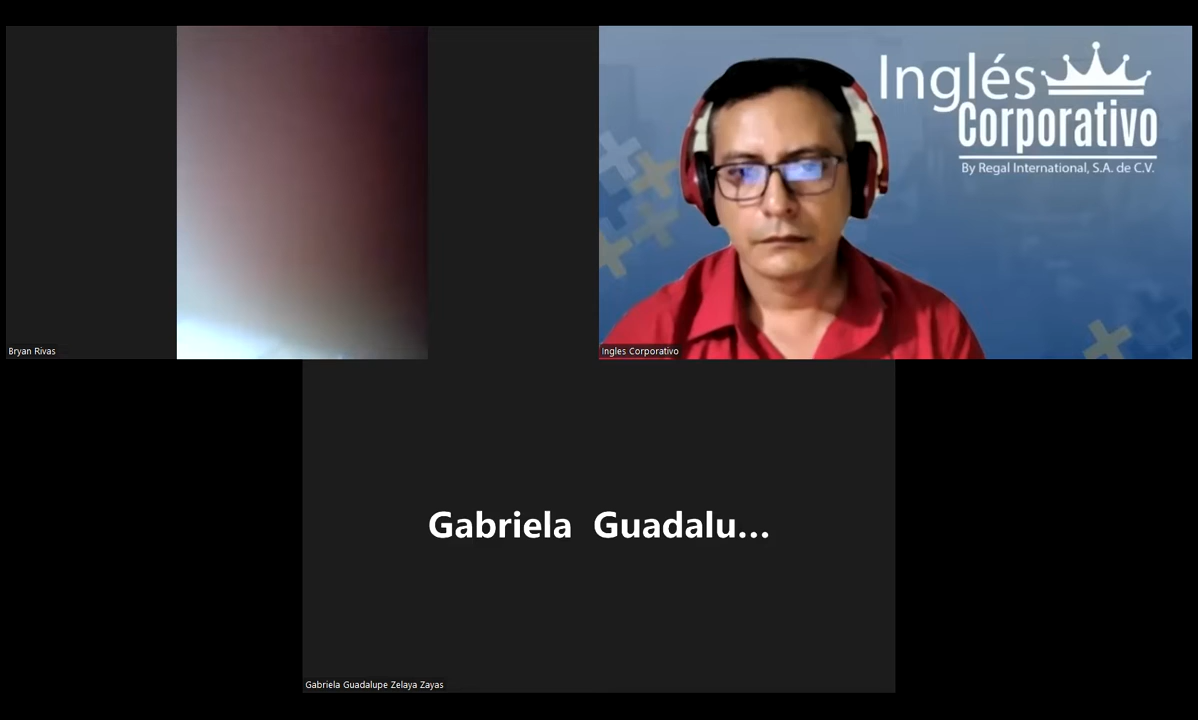 Inglés
Corporativo
By Regal International, S.A. de C.V.
Bryan Rivas
Ingles Corporativo
Gabriela Guadalu...
Gabriela Guadalupe Zelaya Zayas